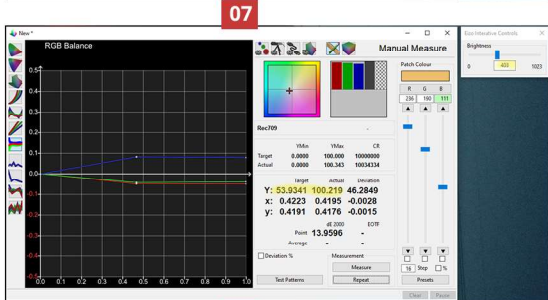 07
New*
RGB Balance
Manual Measure
0.5
0.4
0.3
0.2
0.1
0.0
-0.1
-0.2
-0.3
-0.4
-0.5
0.0 0.1 0.2 0.3 0.4 0.5 0.6 0.7 0.8 0.9 1.0
Rec709 -
YMin YMax CR
Target 0.0000 100.000 10000000
Actual 0.0000 100.343 10034334
Target Actual Deviation
Y: 53.9341 100.219 46.2849
x: 0.4223 0.4195 -0.0028
y: 0.4191 0.4176 -0.0015
dE 2000 EOTF
Point 13.9596 -
Average - -
Deviation % Measurement
Measure
Test Patterns Repeat
Patch Colour
R G B
236 190 111
16 Step %
Presets
Clear Pause
Eizo Interative Controls
Brightness
0 403 1023